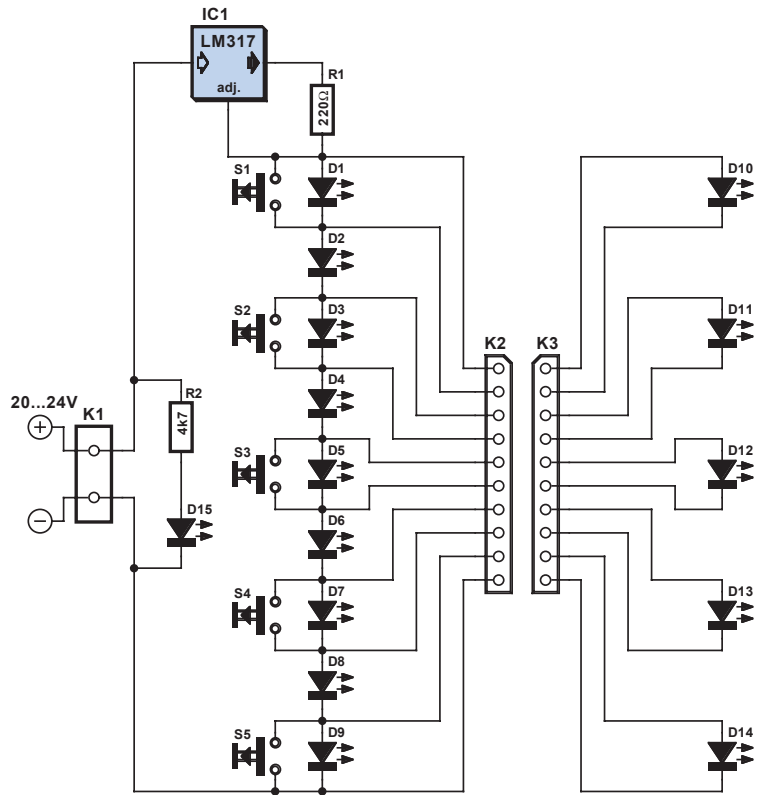 IC1
LM317
adj.
R1
220Ω
S1
D1
D10
D2
S2
D3
D11
K2
K3
D4
20...24V
K1
R2
4k7
+
S3
D5
D12
D15
−
D6
S4
D7
D13
D8
S5
D9
D14